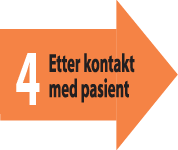 4
Etter kontakt
med pasient